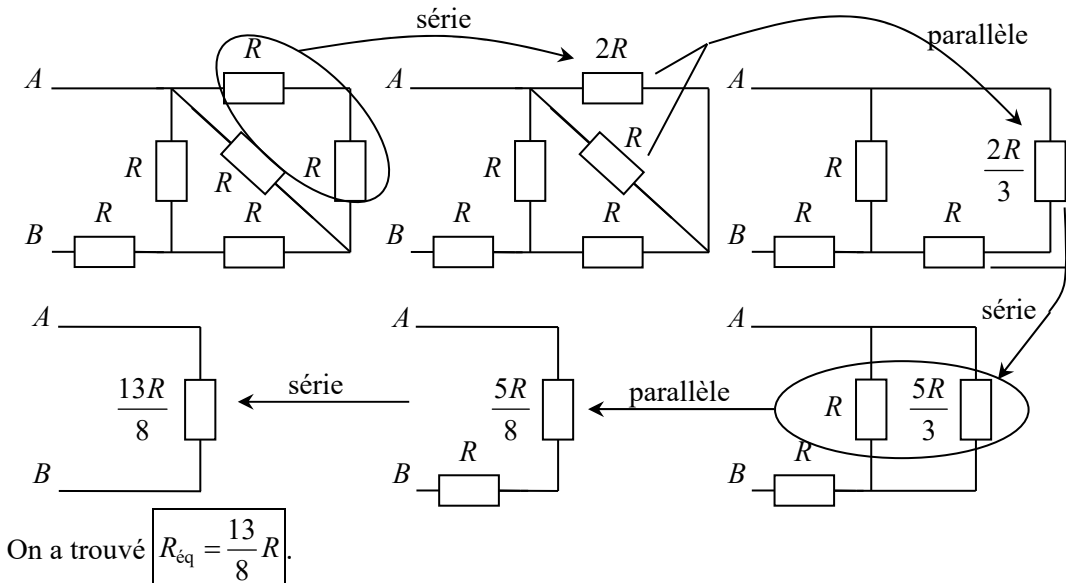 série
parallèle
R
2R
A
A
A
R
R
R
R
R
R
2R/3
R
R
R
R
R
R
B
B
B
série
A
A
A
13R/8
série
5R/8
parallèle
R
5R/3
R
R
B
B
B
On a trouvé R_éq = 13/8 R.